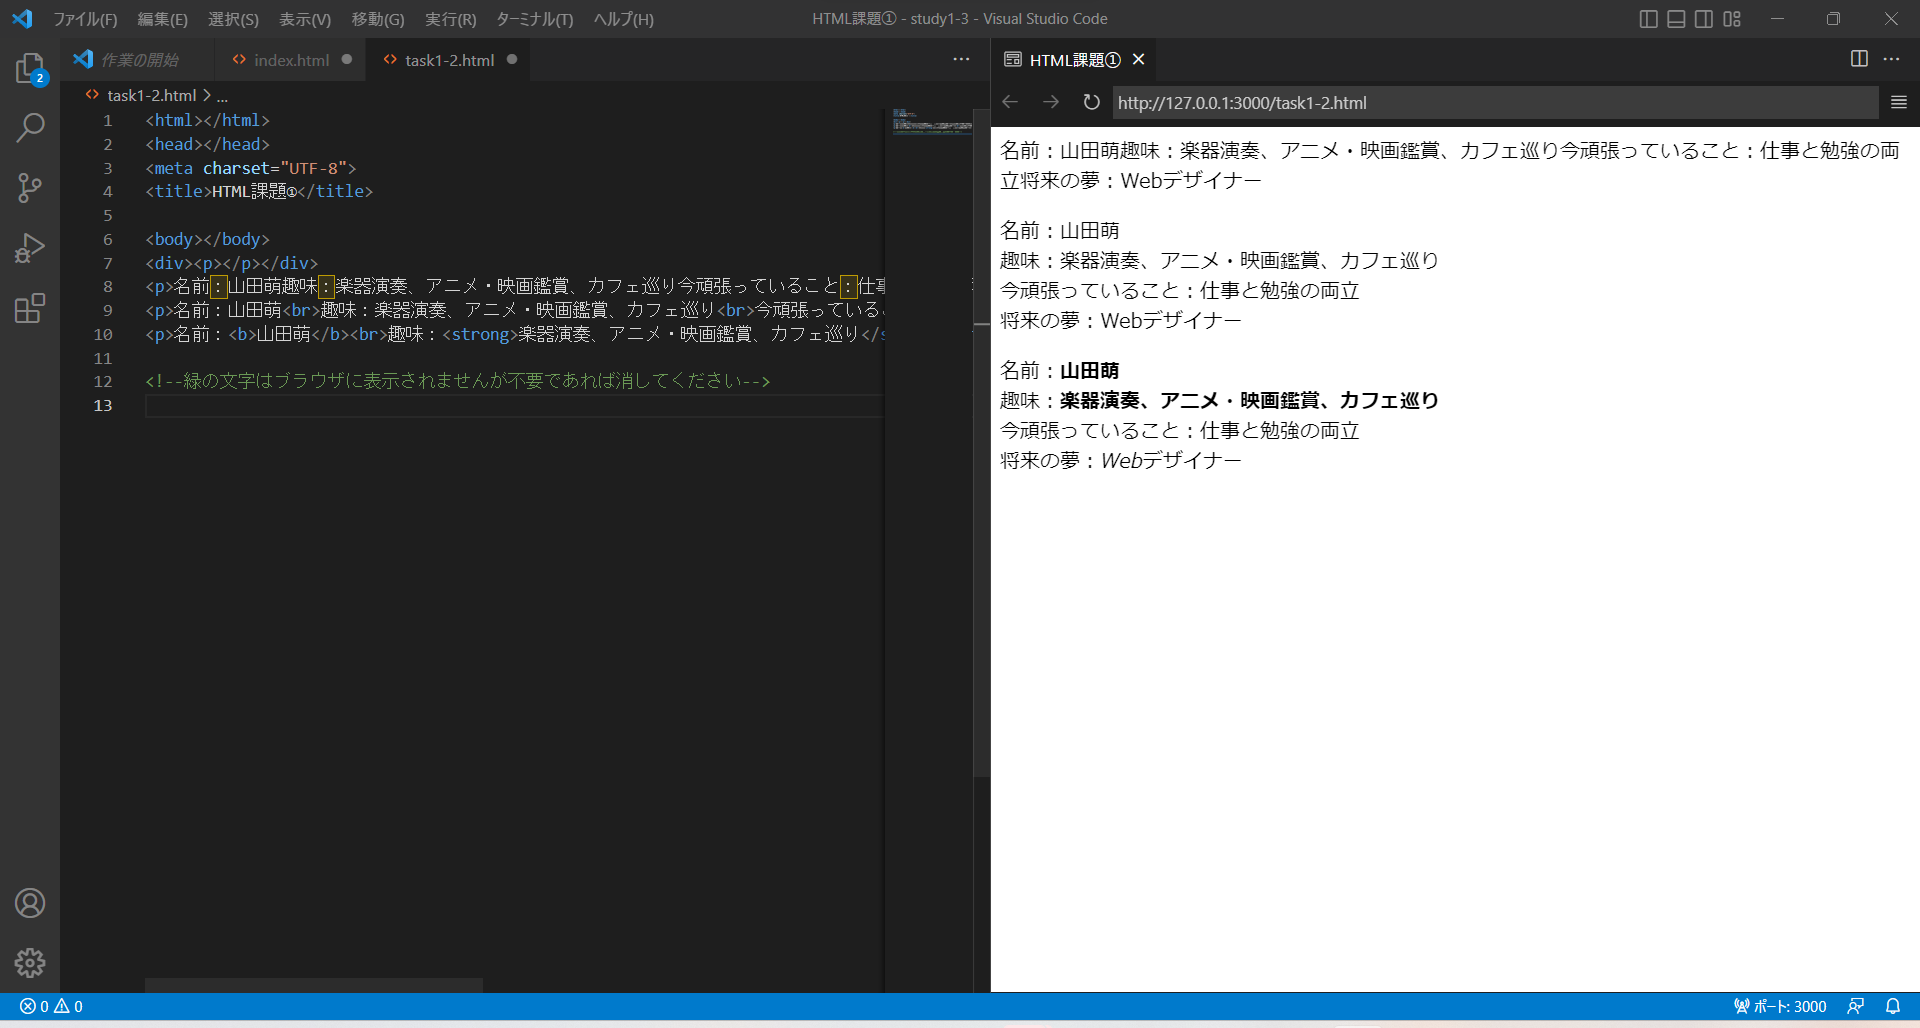 ファイル(F) 編集(E) 選択(S) 表示(V) 移動(G) 実行(R) ターミナル(T) ヘルプ(H) HTML課題① - study1-3 - Visual Studio Code
作業の開始 index.html task1-2.html
task1-2.html > ...
2
1 <html></html>
2 <head></head>
3 <meta charset="UTF-8">
4 <title>HTML課題①</title>
5
6 <body></body>
7 <div><p></p></div>
8 <p>名前：山田萌趣味：楽器演奏、アニメ・映画鑑賞、カフェ巡り今頑張っていること：仕事
9 <p>名前：山田萌<br>趣味：楽器演奏、アニメ・映画鑑賞、カフェ巡り<br>今頑張っているこ
10 <p>名前：<b>山田萌</b><br>趣味：<strong>楽器演奏、アニメ・映画鑑賞、カフェ巡り</s
11
12 <!--緑の文字はブラウザに表示されませんが不要であれば消してください-->
13
HTML課題①
http://127.0.0.1:3000/task1-2.html
名前：山田萌趣味：楽器演奏、アニメ・映画鑑賞、カフェ巡り今頑張っていること：仕事と勉強の両
立将来の夢：Webデザイナー
名前：山田萌
趣味：楽器演奏、アニメ・映画鑑賞、カフェ巡り
今頑張っていること：仕事と勉強の両立
将来の夢：Webデザイナー
名前：山田萌
趣味：楽器演奏、アニメ・映画鑑賞、カフェ巡り
今頑張っていること：仕事と勉強の両立
将来の夢：Webデザイナー
0 0 ポート: 3000